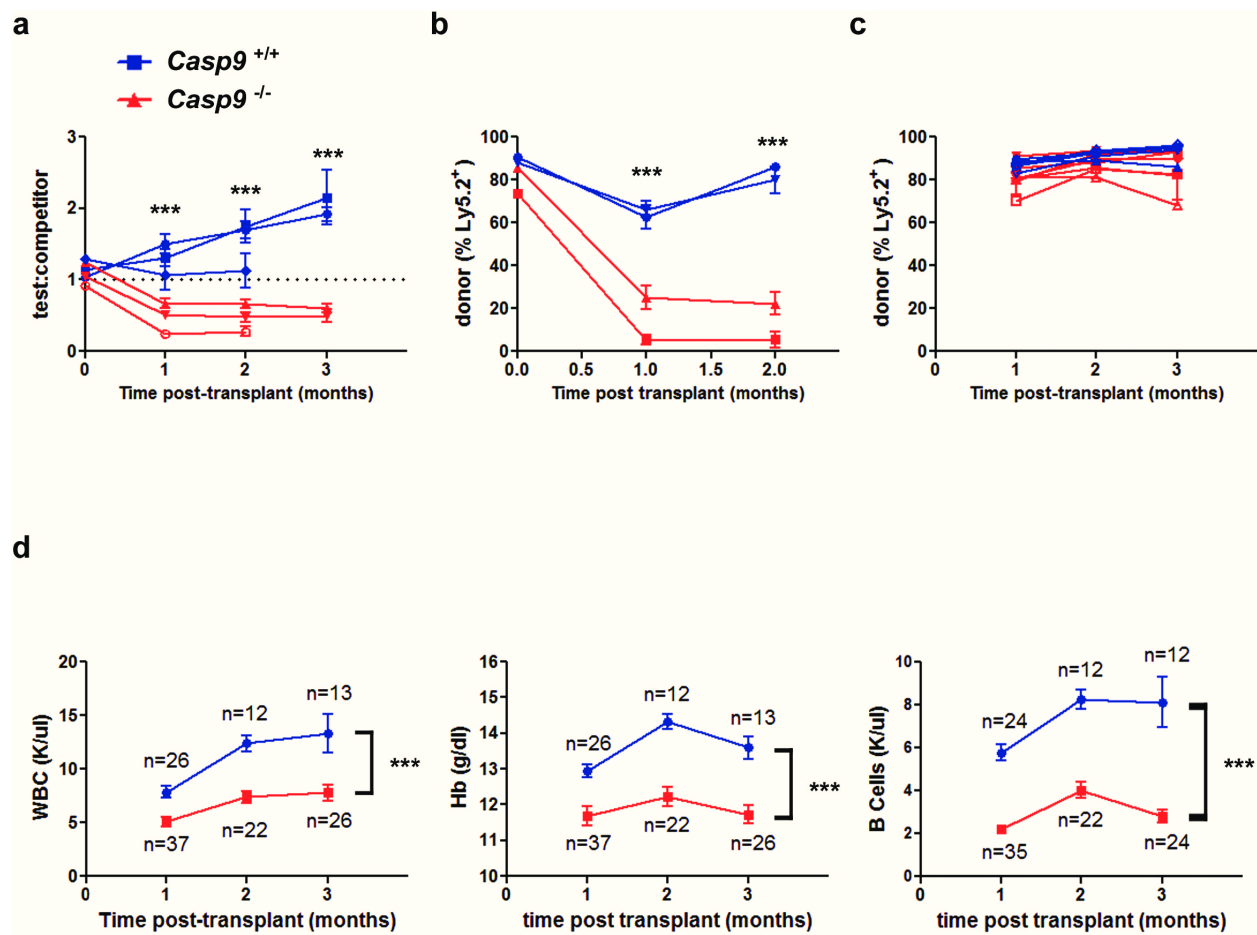 a
b
c
Casp9 +/+
Casp9 -/-
3
2
1
0
test:competitor
***
***
***
0
1
2
3
Time post-transplant (months)
100
80
60
40
20
0
donor (% Ly5.2+ )
***
***
0.0
0.5
1.0
1.5
2.0
Time post transplant (months)
100
80
60
40
20
0
donor (% Ly5.2+ )
0
1
2
3
Time post-transplant (months)
d
20
15
10
5
0
WBC (K/ul)
n=26
n=12
n=13
n=37
n=22
n=26
***
0
1
2
3
Time post-transplant (months)
16
15
14
13
12
11
10
Hb (g/dl)
n=26
n=12
n=13
n=37
n=22
n=26
***
0
1
2
3
time post transplant (months)
10
8
6
4
2
0
B Cells (K/ul)
n=24
n=12
n=12
n=35
n=22
n=24
***
0
1
2
3
time post transplant (months)